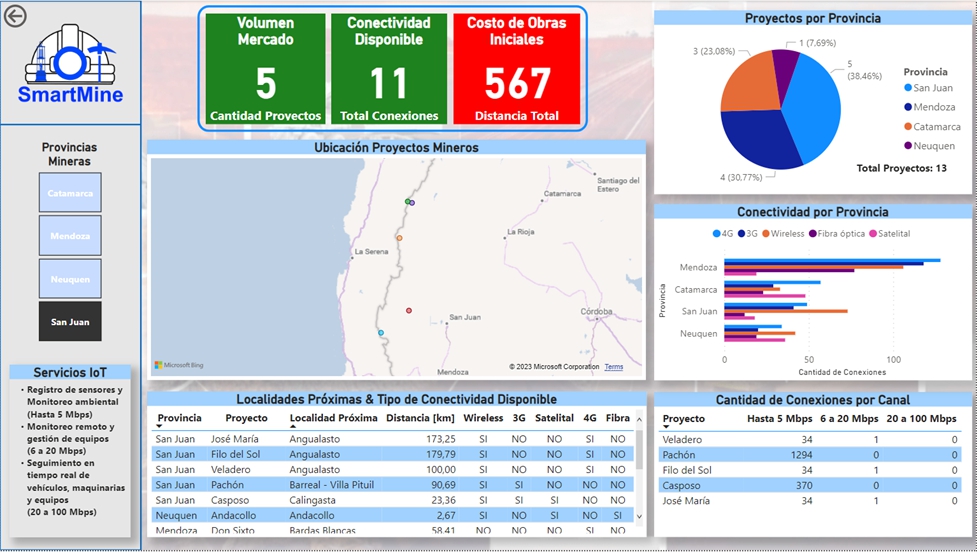 SmartMine
Provincias
Mineras
Catamarca
Mendoza
Neuquen
San Juan
Servicios IoT
• Registro de sensores y
Monitoreo ambiental
(Hasta 5 Mbps)
• Monitoreo remoto y
gestión de equipos
(6 a 20 Mbps)
• Seguimiento en
tiempo real de
vehículos, maquinarias
y equipos
(20 a 100 Mbps)
Volumen
Mercado
5
Cantidad Proyectos
Conectividad
Disponible
11
Total Conexiones
Costo de Obras
Iniciales
567
Distancia Total
Ubicación Proyectos Mineros
Santiago del
Estero
Catamarca
La Rioja
La Serena
San Juan
Córdoba
Mendoza
Microsoft Bing
© 2023 Microsoft Corporation Terms
Localidades Próximas & Tipo de Conectividad Disponible
Provincia Proyecto Localidad Próxima Distancia [km] Wireless 3G Satelital 4G Fibra
San Juan José María Angualasto 173,25 SI NO NO SI NO
San Juan Filo del Sol Angualasto 179,79 SI NO NO SI NO
San Juan Veladero Angualasto 100,00 SI NO NO SI NO
San Juan Pachón Barreal - Villa Pituil 90,69 SI SI NO NO NO
San Juan Casposo Calingasta 23,36 SI SI SI NO NO
Neuquen Andacollo Andacollo 2,67 SI NO SI NO SI
Mendoza Don Sixto Bardas Blancas 58,41 NO NO SI NO NO
Proyectos por Provincia
1 (7,69%)
3 (23,08%)
5
(38,46%)
4 (30,77%)
Provincia
San Juan
Mendoza
Catamarca
Neuquen
Total Proyectos: 13
Conectividad por Provincia
4G 3G Wireless Fibra óptica Satelital
Provincia
Mendoza
Catamarca
San Juan
Neuquen
0 50 100
Cantidad de Conexiones
Cantidad de Conexiones por Canal
Proyecto Hasta 5 Mbps 6 a 20 Mbps 20 a 100 Mbps
Veladero 34 1 0
Pachón 1294 0 0
Filo del Sol 34 1 0
Casposo 370 0 0
José María 34 1 0